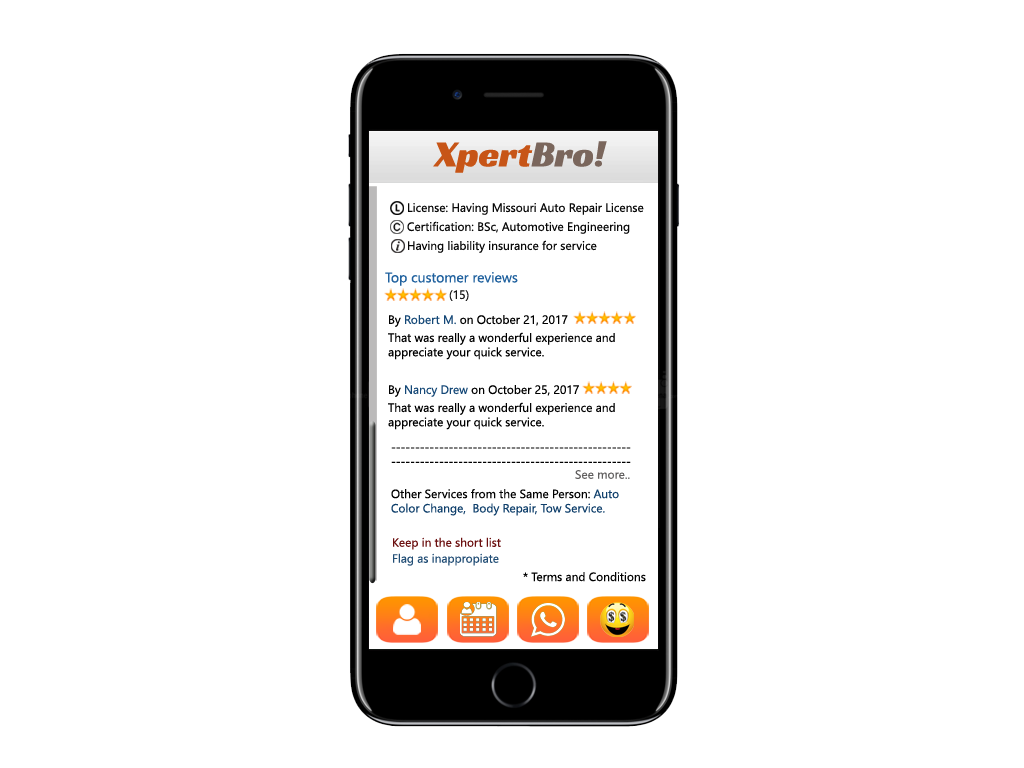 XpertBro!
L License: Having Missouri Auto Repair License
C Certification: BSc, Automotive Engineering
i Having liability insurance for service
Top customer reviews
(15)
By Robert M. on October 21, 2017
That was really a wonderful experience and
appreciate your quick service.
By Nancy Drew on October 25, 2017
That was really a wonderful experience and
appreciate your quick service.
--------------------------------------------------
--------------------------------------------------
See more..
Other Services from the Same Person: Auto
Color Change, Body Repair, Tow Service.
Keep in the short list
Flag as inappropiate
* Terms and Conditions
$ $